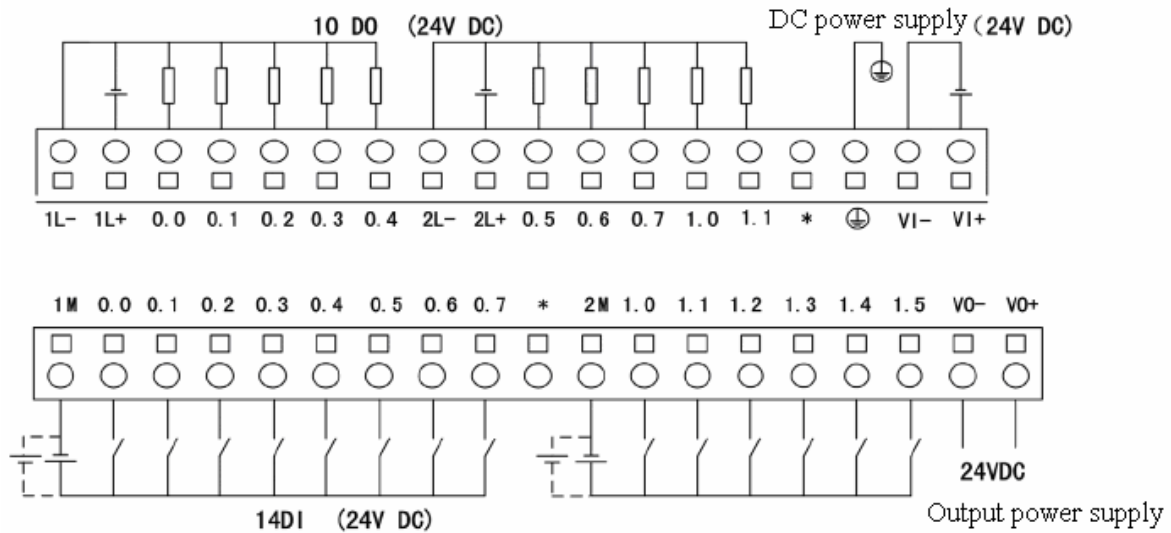 10 DO (24V DC) DC power supply (24V DC)
1L- 1L+ 0.0 0.1 0.2 0.3 0.4 2L- 2L+ 0.5 0.6 0.7 1.0 1.1 * VI- VI+
1M 0.0 0.1 0.2 0.3 0.4 0.5 0.6 0.7 * 2M 1.0 1.1 1.2 1.3 1.4 1.5 VO- VO+
24VDC
14DI (24V DC) Output power supply